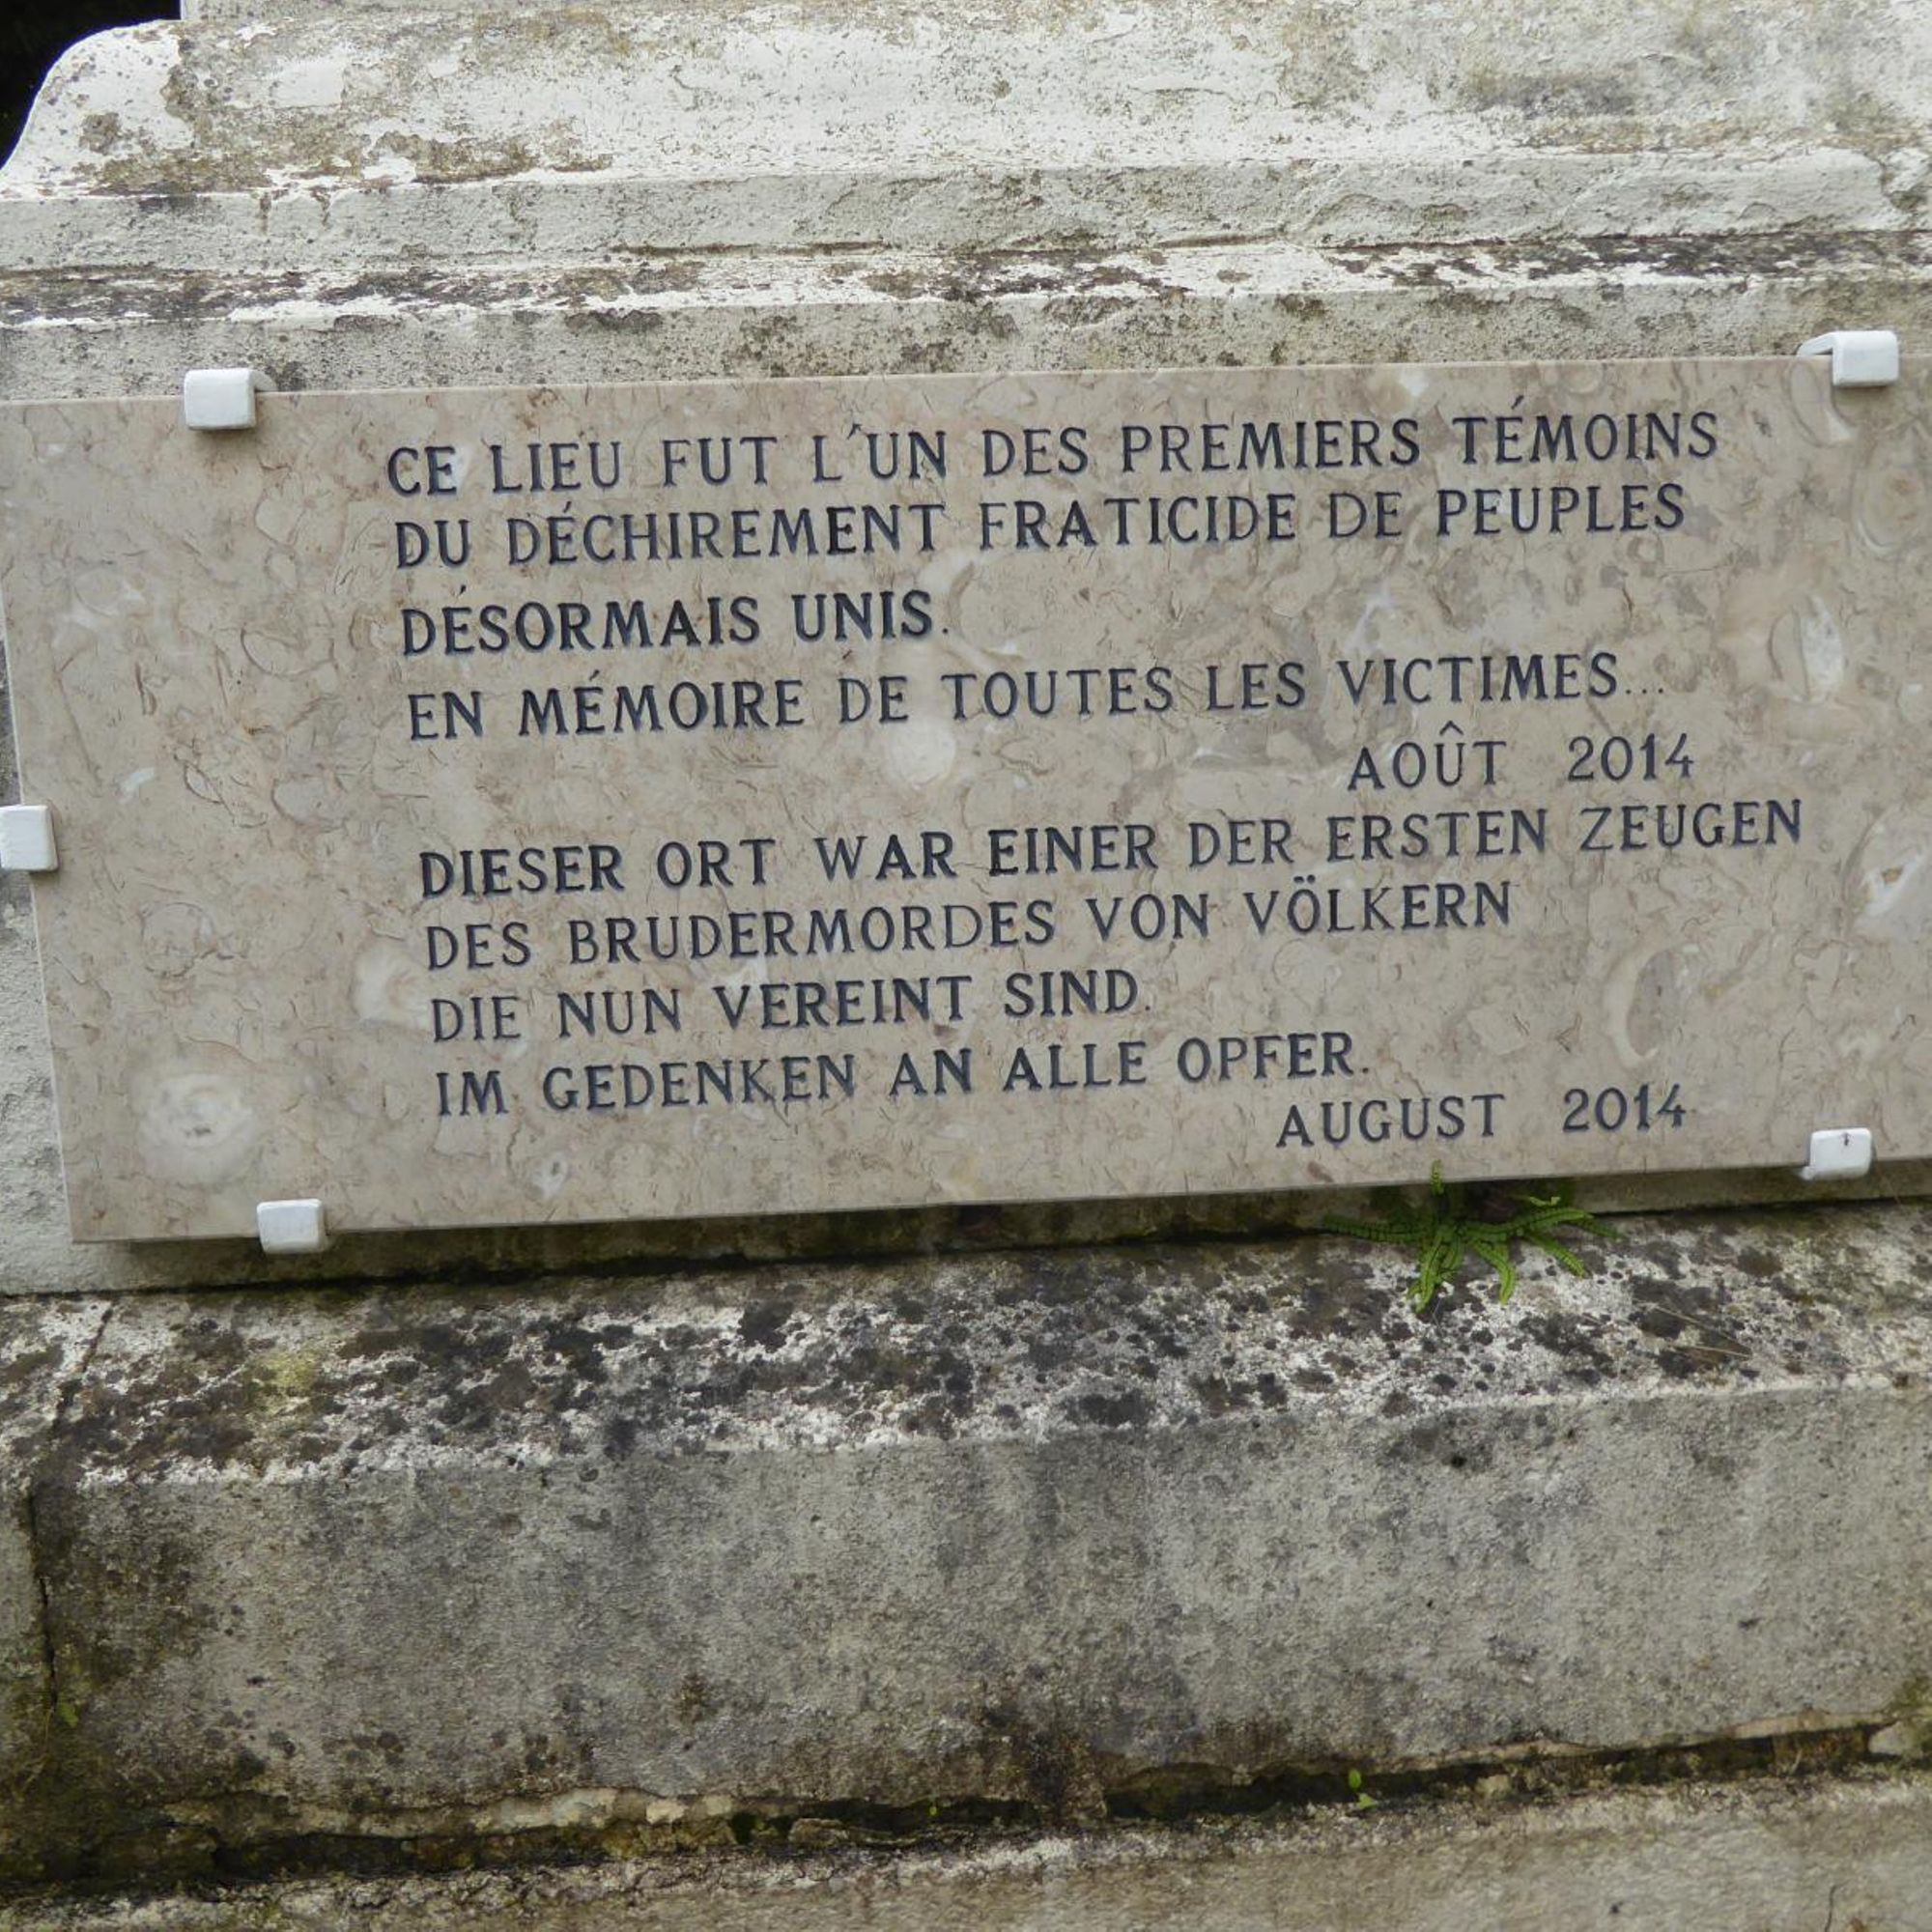 CE LIEU FUT L'UN DES PREMIERS TÉMOINS
DU DÉCHIREMENT FRATICIDE DE PEUPLES
DÉSORMAIS UNIS.
EN MÉMOIRE DE TOUTES LES VICTIMES...
AOÛT 2014
DIESER ORT WAR EINER DER ERSTEN ZEUGEN
DES BRUDERMORDES VON VÖLKERN
DIE NUN VEREINT SIND.
IM GEDENKEN AN ALLE OPFER.
AUGUST 2014